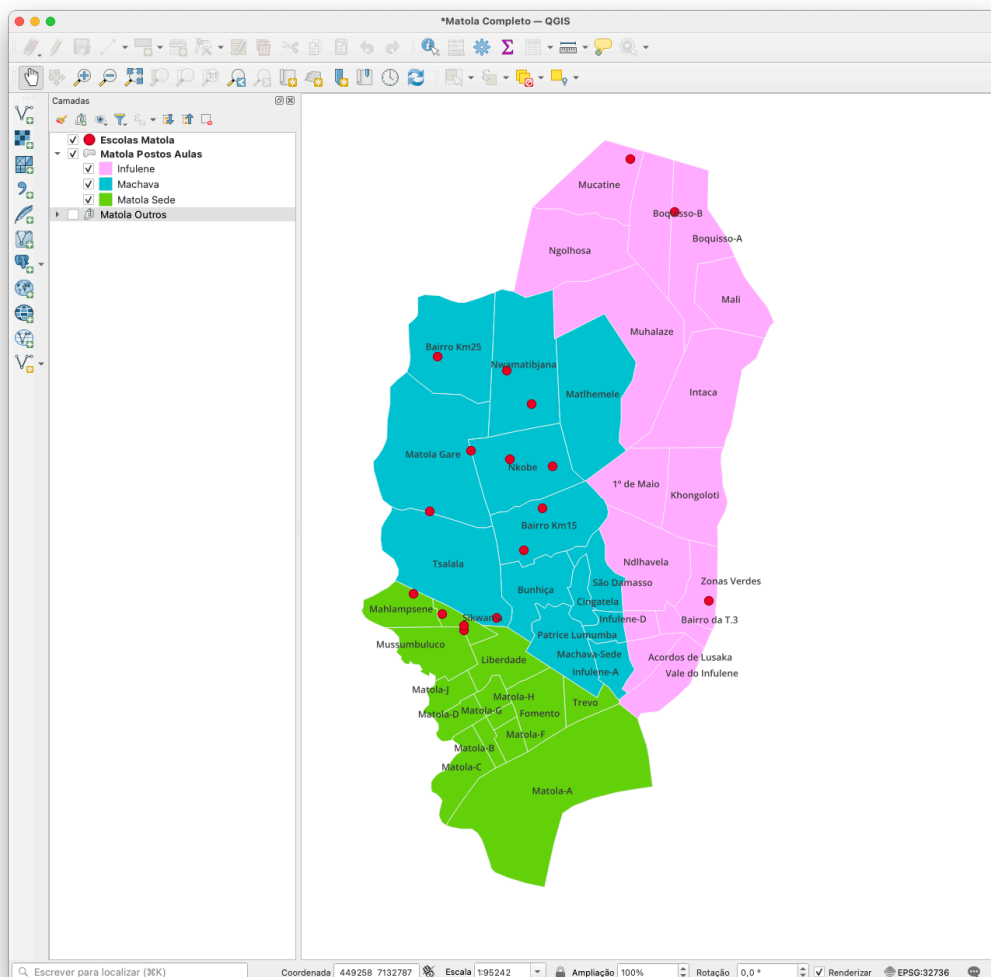 *Matola Completo — QGIS
Camadas
Escolas Matola
Matola Postos Aulas
Infulene
Machava
Matola Sede
Matola Outros
Mucatine
Boquisso-B
Boquisso-A
Ngolhosa
Mali
Muhalaze
Bairro Km25
Nwamatibjana
Matlhemele
Intaca
Matola Gare
Nkobe
1º de Maio
Khongoloti
Bairro Km15
Tsalala
Ndlhavela
Bunhiça
São Damasso
Zonas Verdes
Cingatela
Mahlampsene
Sikwama
Infulene-D
Bairro da T.3
Patrice Lumumba
Mussumbuluco
Liberdade
Machava-Sede
Acordos de Lusaka
Infulene-A
Vale do Infulene
Matola-J
Matola-H
Trevo
Matola-D
Matola-G
Fomento
Matola-F
Matola-B
Matola-C
Matola-A
Escrever para localizar (⌘K)
Coordenada 449258 7132787
Escala 1:95242
Ampliação 100%
Rotação 0,0 °
Renderizar
EPSG:32736